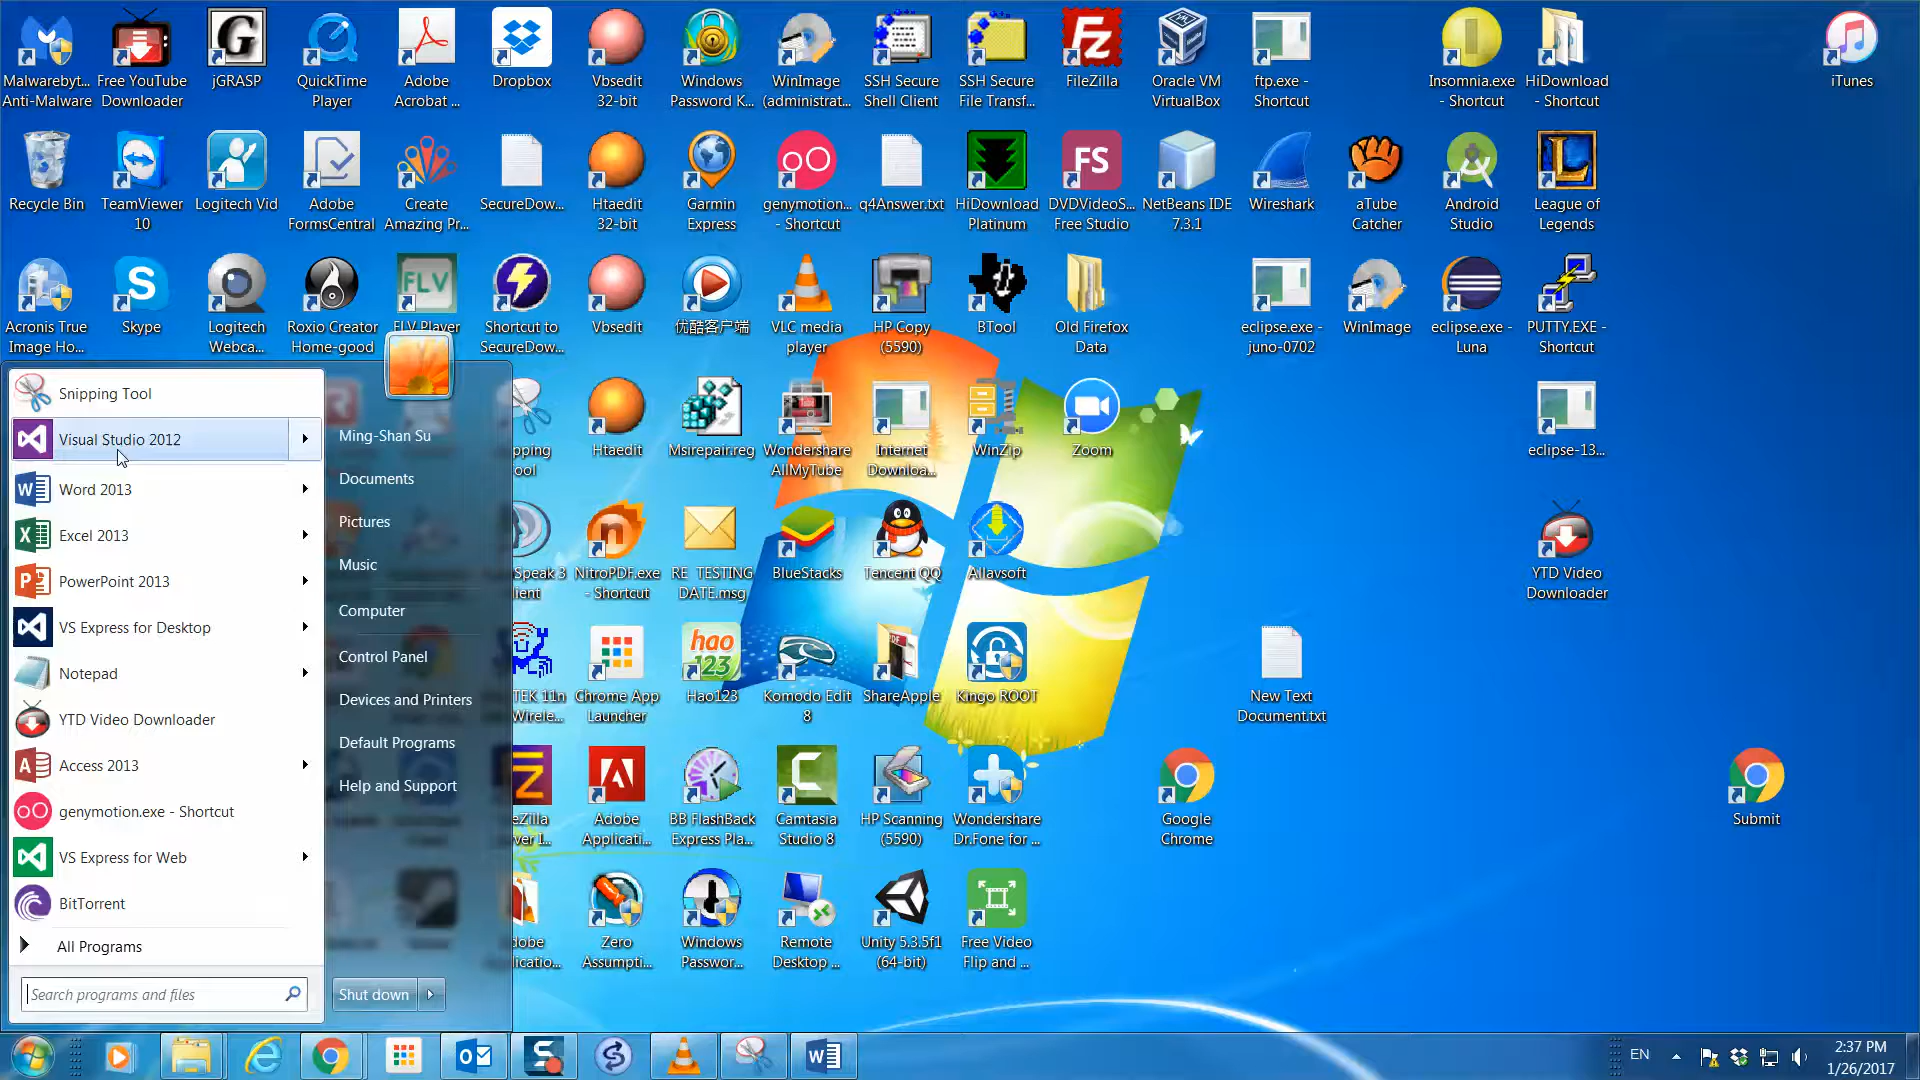 Malwarebyt...
Anti-Malware
Free YouTube
Downloader
jGRASP
QuickTime
Player
Adobe
Acrobat ...
Dropbox
Vbsedit
32-bit
Windows
Password K...
WinImage
(administrat...
SSH Secure
Shell Client
SSH Secure
File Transf...
FileZilla
Oracle VM
VirtualBox
ftp.exe -
Shortcut
Insomnia.exe
- Shortcut
HiDownload
- Shortcut
iTunes
Recycle Bin
TeamViewer
10
Logitech Vid
Adobe
FormsCentral
Create
Amazing Pr...
SecureDow...
Htaedit
32-bit
Garmin
Express
genymotion...
- Shortcut
q4Answer.txt
HiDownload
Platinum
FS
DVDVideoS...
Free Studio
NetBeans IDE
7.3.1
Wireshark
aTube
Catcher
Android
Studio
League of
Legends
Acronis True
Image Ho...
Skype
Logitech
Webca...
Roxio Creator
Home-good
FLV
FLV Player
Shortcut to
SecureDow...
Vbsedit
优酷客户端
VLC media
player
HP Copy
(5590)
BTool
Old Firefox
Data
eclipse.exe -
juno-0702
WinImage
eclipse.exe -
Luna
PUTTY.EXE -
Shortcut
Snipping Tool
Visual Studio 2012
Word 2013
Excel 2013
PowerPoint 2013
VS Express for Desktop
Notepad
YTD Video Downloader
Access 2013
genymotion.exe - Shortcut
VS Express for Web
BitTorrent
All Programs
Search programs and files
Ming-Shan Su
Documents
Pictures
Music
Computer
Control Panel
Devices and Printers
Default Programs
Help and Support
Shut down
Htaedit
Msirepair.reg
Wondershare
AllMyTube
Internet
Downloa...
WinZip
Zoom
eclipse-13...
Speak 3
NitroPDF.exe
- Shortcut
RE_TESTING
DATE.msg
BlueStacks
Tencent QQ
Allavsoft
YTD Video
Downloader
TEK 11n
Wirele...
Chrome App
Launcher
hao
123
Hao123
Komodo Edit
8
ShareApple
Kingo ROOT
New Text
Document.txt
Adobe
Applicati...
BB FlashBack
Express Pla...
Camtasia
Studio 8
HP Scanning
(5590)
Wondershare
Dr.Fone for ...
Google
Chrome
Submit
Zero
Assumpti...
Windows
Passwor...
Remote
Desktop ...
Unity 5.3.5f1
(64-bit)
Free Video
Flip and ...
EN
2:37 PM
1/26/2017